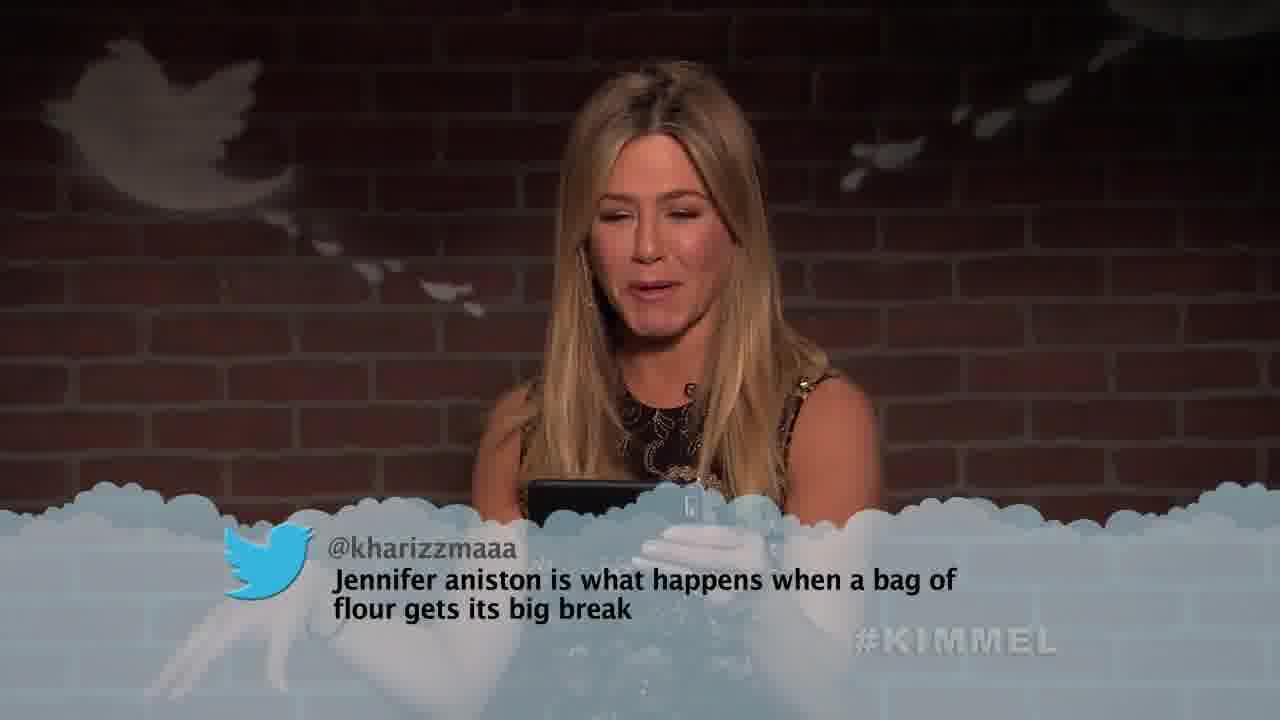 @kharizzmaaa
Jennifer aniston is what happens when a bag of
flour gets its big break
#KIMMEL